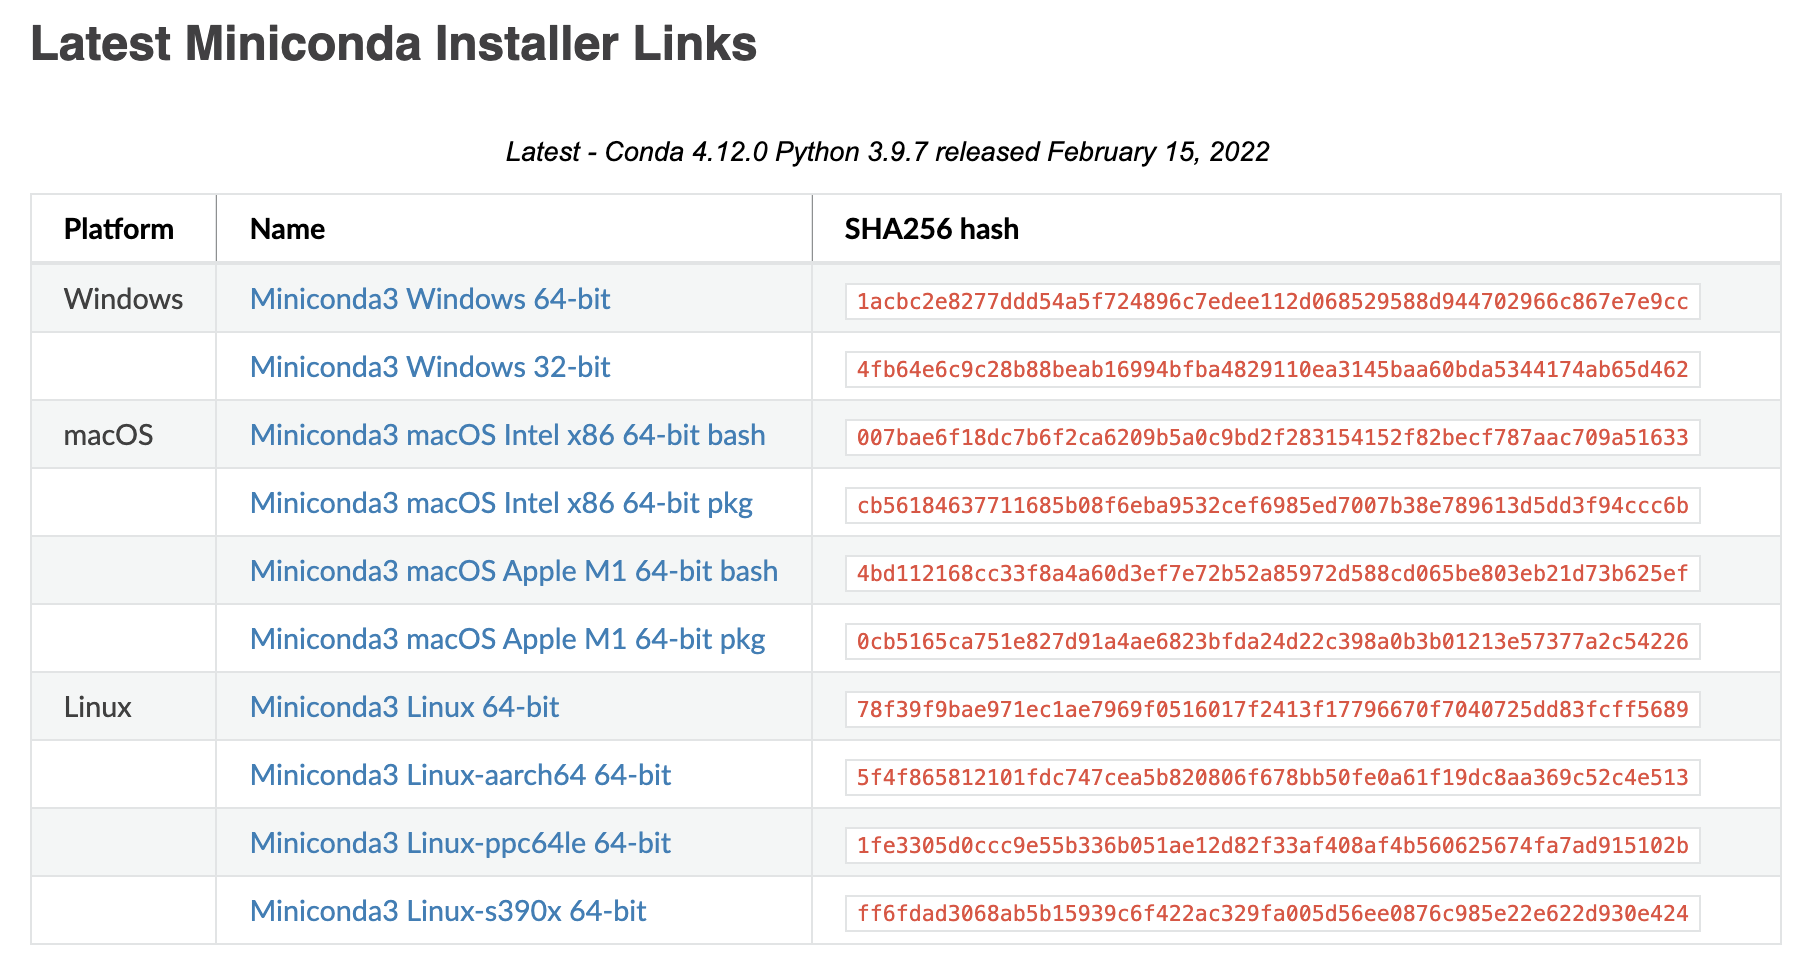 Latest Miniconda Installer Links
Latest - Conda 4.12.0 Python 3.9.7 released February 15, 2022
Platform Name SHA256 hash
Windows Miniconda3 Windows 64-bit 1acbc2e8277ddd54a5f724896c7edee112d068529588d944702966c867e7e9cc
Miniconda3 Windows 32-bit 4fb64e6c9c28b88beab16994bfba4829110ea3145baa60bda5344174ab65d462
macOS Miniconda3 macOS Intel x86 64-bit bash 007bae6f18dc7b6f2ca6209b5a0c9bd2f283154152f82becf787aac709a51633
Miniconda3 macOS Intel x86 64-bit pkg cb56184637711685b08f6eba9532cef6985ed7007b38e789613d5dd3f94ccc6b
Miniconda3 macOS Apple M1 64-bit bash 4bd112168cc33f8a4a60d3ef7e72b52a85972d588cd065be803eb21d73b625ef
Miniconda3 macOS Apple M1 64-bit pkg 0cb5165ca751e827d91a4ae6823bfda24d22c398a0b3b01213e57377a2c54226
Linux Miniconda3 Linux 64-bit 78f39f9bae971ec1ae7969f0516017f2413f17796670f7040725dd83fcff5689
Miniconda3 Linux-aarch64 64-bit 5f4f865812101fdc747cea5b820806f678bb50fe0a61f19dc8aa369c52c4e513
Miniconda3 Linux-ppc64le 64-bit 1fe3305d0ccc9e55b336b051ae12d82f33af408af4b560625674fa7ad915102b
Miniconda3 Linux-s390x 64-bit ff6fdad3068ab5b15939c6f422ac329fa005d56ee0876c985e22e622d930e424